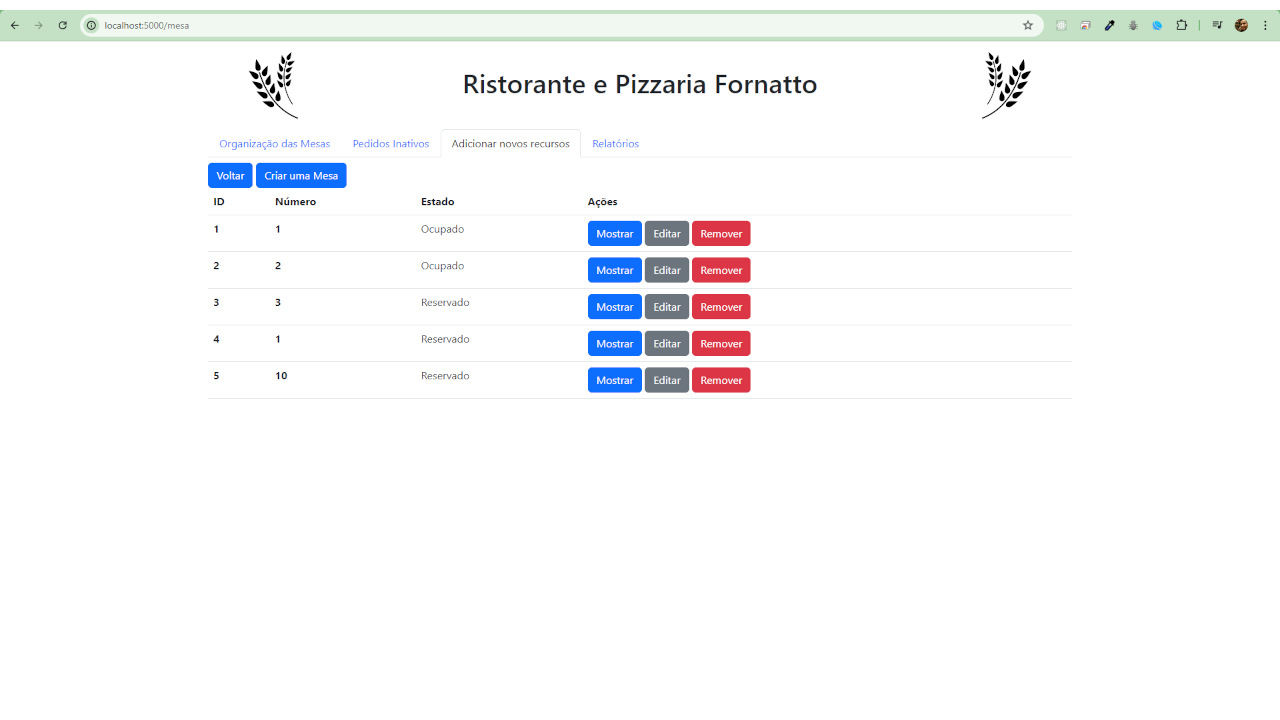 localhost:5000/mesa
Ristorante e Pizzaria Fornatto
Organização das Mesas Pedidos Inativos Adicionar novos recursos Relatórios
Voltar Criar uma Mesa
ID Número Estado Ações
1 1 Ocupado Mostrar Editar Remover
2 2 Ocupado Mostrar Editar Remover
3 3 Reservado Mostrar Editar Remover
4 1 Reservado Mostrar Editar Remover
5 10 Reservado Mostrar Editar Remover